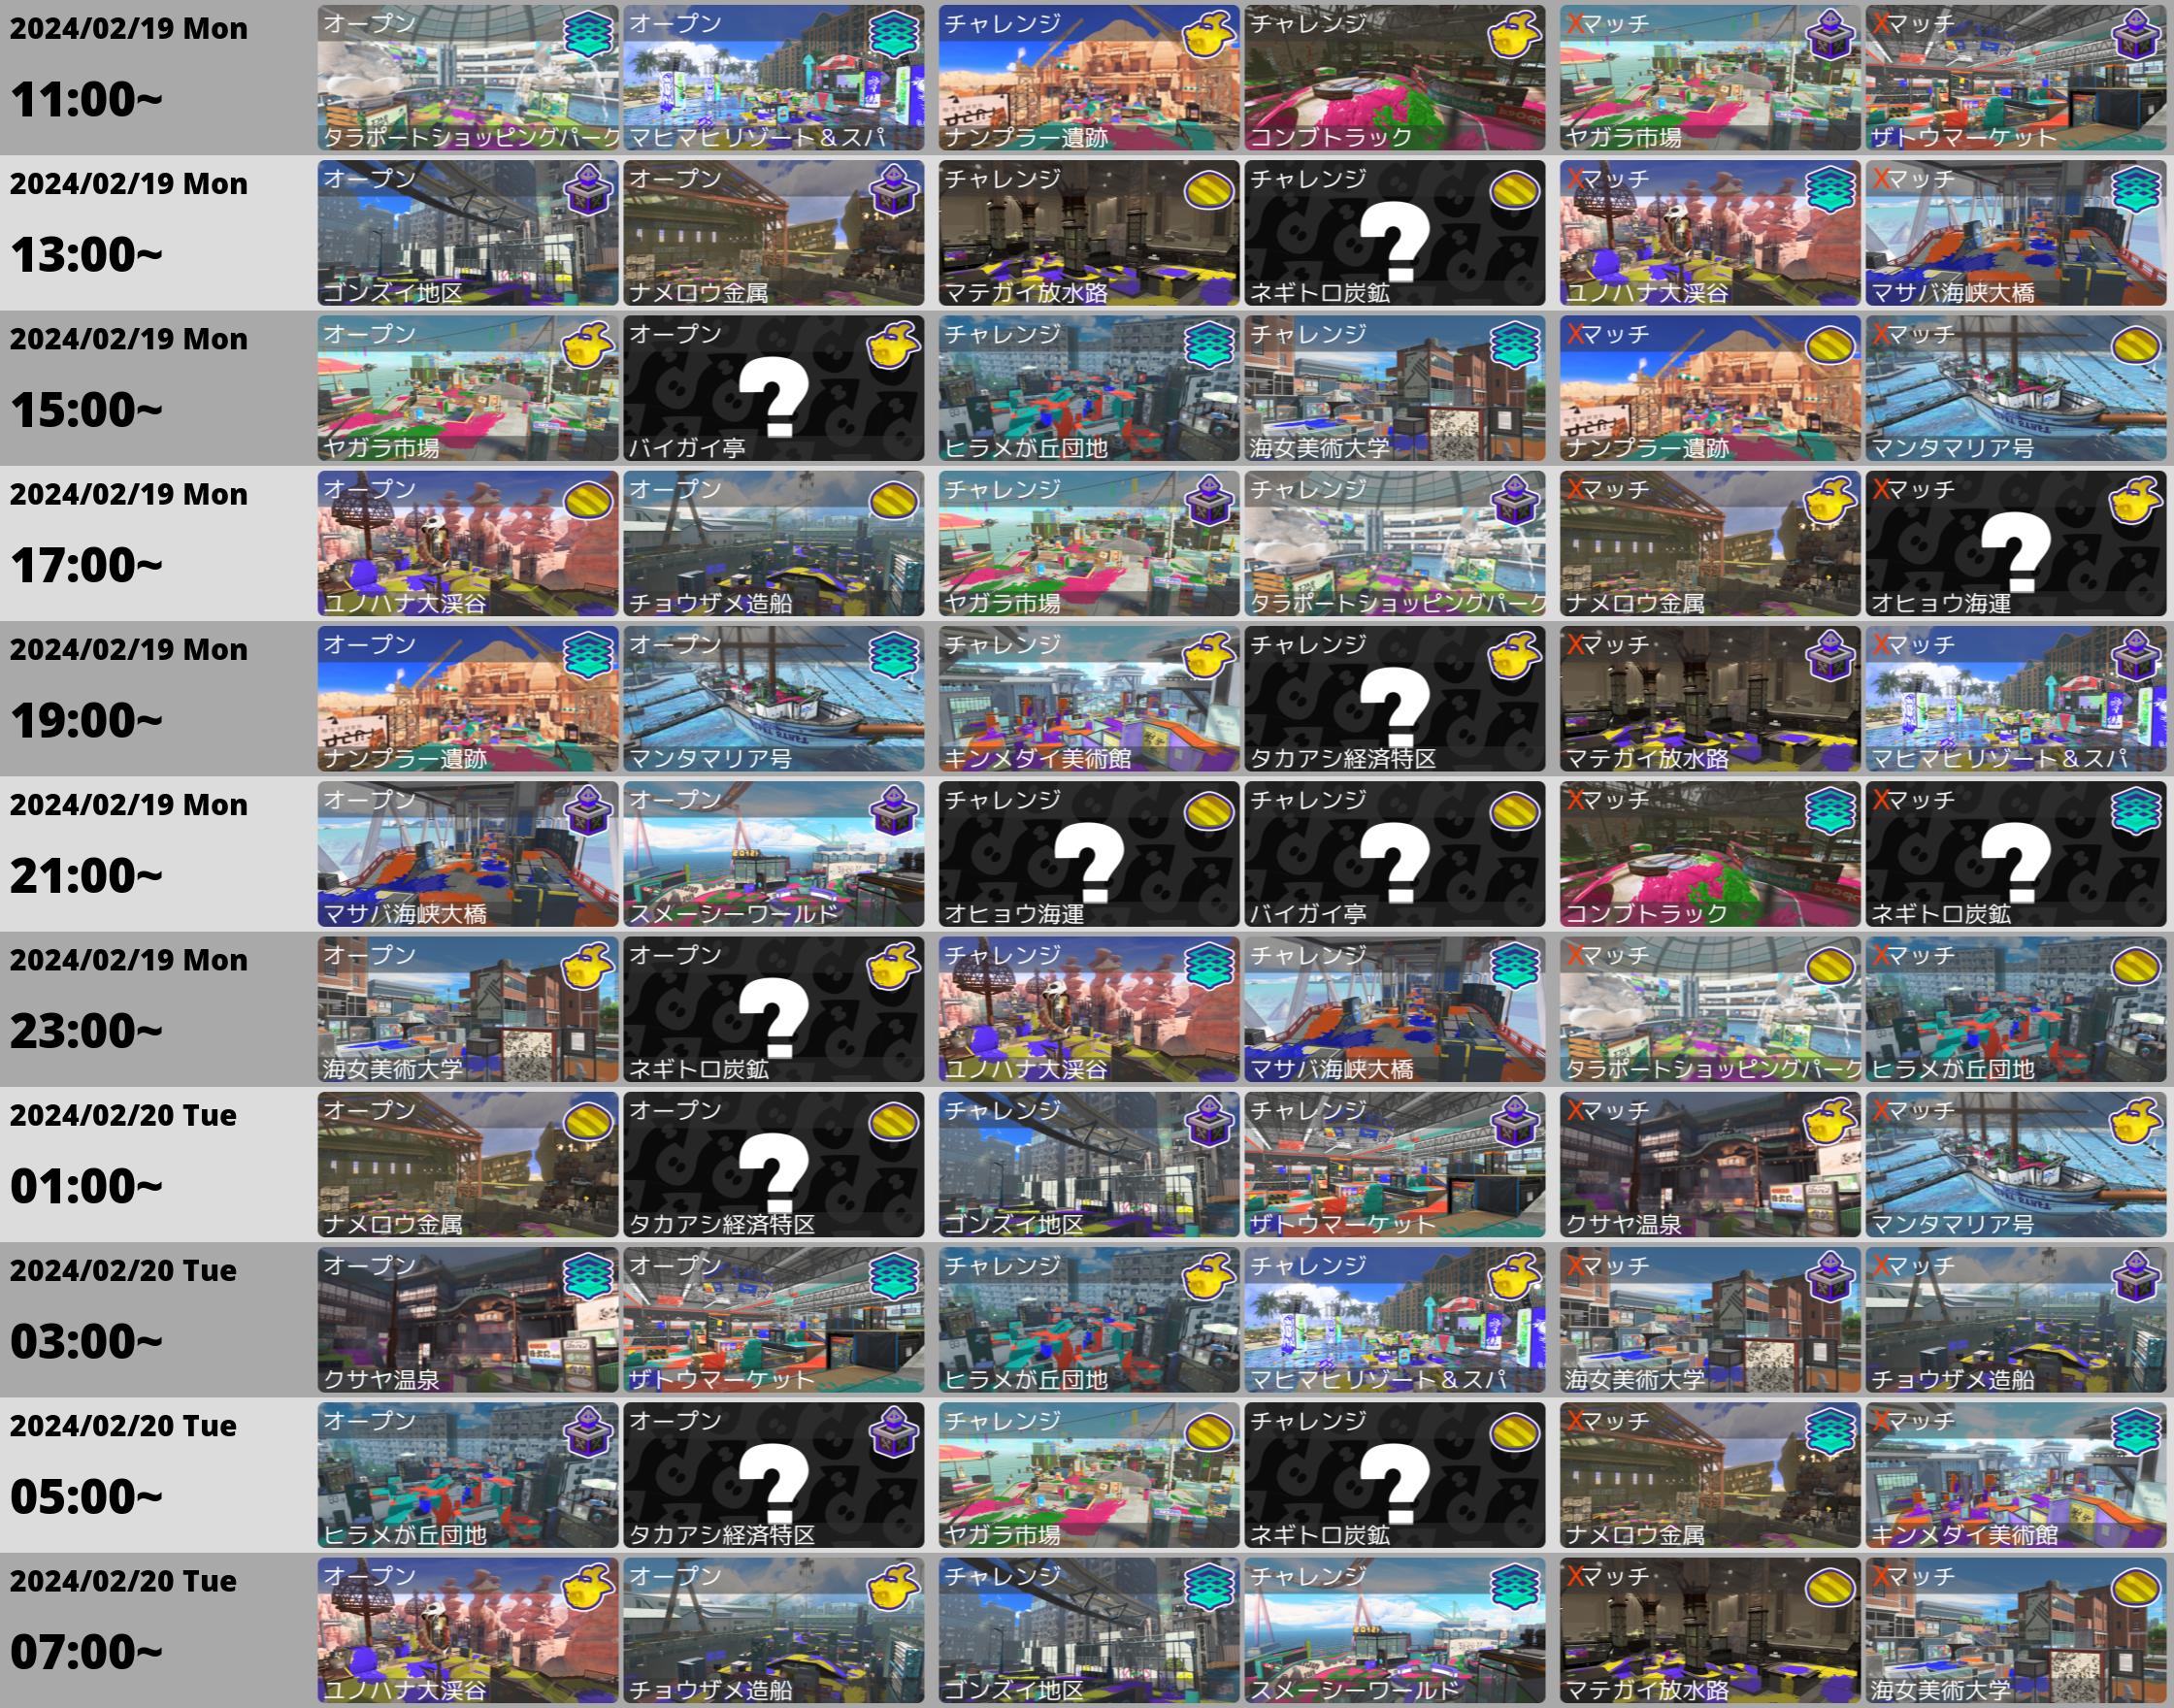 2024/02/19 Mon
11:00~
オープン
タラポートショッピングパーク
オープン
マヒマヒリゾート＆スパ
チャレンジ
ナンプラー遺跡
チャレンジ
コンブトラック
Xマッチ
ヤガラ市場
Xマッチ
ザトウマーケット
2024/02/19 Mon
13:00~
オープン
ゴンズイ地区
オープン
ナメロウ金属
チャレンジ
マテガイ放水路
チャレンジ
?
ネギトロ炭鉱
Xマッチ
ユノハナ大渓谷
Xマッチ
マサバ海峡大橋
2024/02/19 Mon
15:00~
オープン
ヤガラ市場
オープン
?
バイガイ亭
チャレンジ
ヒラメが丘団地
チャレンジ
海女美術大学
Xマッチ
ナンプラー遺跡
Xマッチ
マンタマリア号
2024/02/19 Mon
17:00~
オープン
ユノハナ大渓谷
オープン
チョウザメ造船
チャレンジ
ヤガラ市場
チャレンジ
タラポートショッピングパーク
Xマッチ
ナメロウ金属
Xマッチ
?
オヒョウ海運
2024/02/19 Mon
19:00~
オープン
ナンプラー遺跡
オープン
マンタマリア号
チャレンジ
キンメダイ美術館
チャレンジ
?
タカアシ経済特区
Xマッチ
マテガイ放水路
Xマッチ
マヒマヒリゾート＆スパ
2024/02/19 Mon
21:00~
オープン
マサバ海峡大橋
オープン
スメーシーワールド
チャレンジ
?
オヒョウ海運
チャレンジ
?
バイガイ亭
Xマッチ
コンブトラック
Xマッチ
?
ネギトロ炭鉱
2024/02/19 Mon
23:00~
オープン
海女美術大学
オープン
?
ネギトロ炭鉱
チャレンジ
ユノハナ大渓谷
チャレンジ
マサバ海峡大橋
Xマッチ
タラポートショッピングパーク
Xマッチ
ヒラメが丘団地
2024/02/20 Tue
01:00~
オープン
ナメロウ金属
オープン
?
タカアシ経済特区
チャレンジ
ゴンズイ地区
チャレンジ
ザトウマーケット
Xマッチ
クサヤ温泉
Xマッチ
マンタマリア号
2024/02/20 Tue
03:00~
オープン
クサヤ温泉
オープン
ザトウマーケット
チャレンジ
ヒラメが丘団地
チャレンジ
マヒマヒリゾート＆スパ
Xマッチ
海女美術大学
Xマッチ
チョウザメ造船
2024/02/20 Tue
05:00~
オープン
ヒラメが丘団地
オープン
?
タカアシ経済特区
チャレンジ
ヤガラ市場
チャレンジ
?
ネギトロ炭鉱
Xマッチ
ナメロウ金属
Xマッチ
キンメダイ美術館
2024/02/20 Tue
07:00~
オープン
ユノハナ大渓谷
オープン
チョウザメ造船
チャレンジ
ゴンズイ地区
チャレンジ
スメーシーワールド
Xマッチ
マテガイ放水路
Xマッチ
海女美術大学